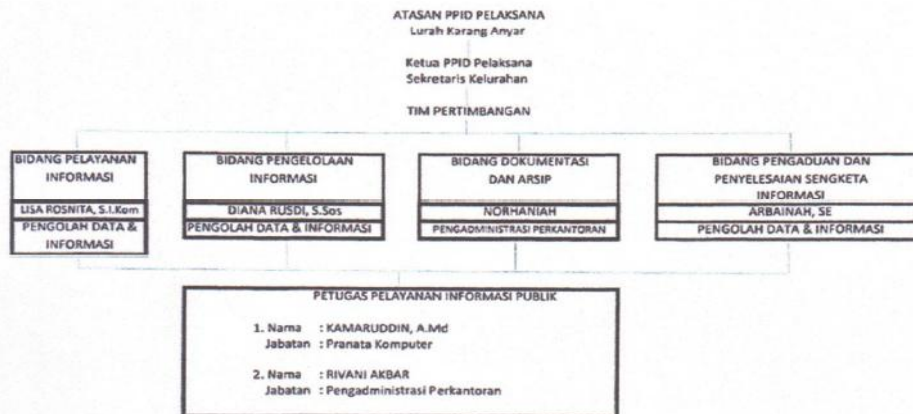 ATASAN PPID PELAKSANA
Lurah Karang Anyar
Ketua PPID Pelaksana
Sekretaris Kelurahan
TIM PERTIMBANGAN
BIDANG PELAYANAN
INFORMASI
LISA ROSNITA, S.I.Kom
PENGOLAH DATA &
INFORMASI
BIDANG PENGELOLAAN
INFORMASI
DIANA RUSDI, S.Sos
PENGOLAH DATA & INFORMASI
BIDANG DOKUMENTASI
DAN ARSIP
NORHANIAH
PENGADMINISTRASI PERKANTORAN
BIDANG PENGADUAN DAN
PENYELESAIAN SENGKETA
INFORMASI
ARBAINAH, SE
PENGOLAH DATA & INFORMASI
PETUGAS PELAYANAN INFORMASI PUBLIK
1. Nama : KAMARUDDIN, A.Md
Jabatan : Pranata Komputer
2. Nama : RIVANI AKBAR
Jabatan : Pengadministrasi Perkantoran